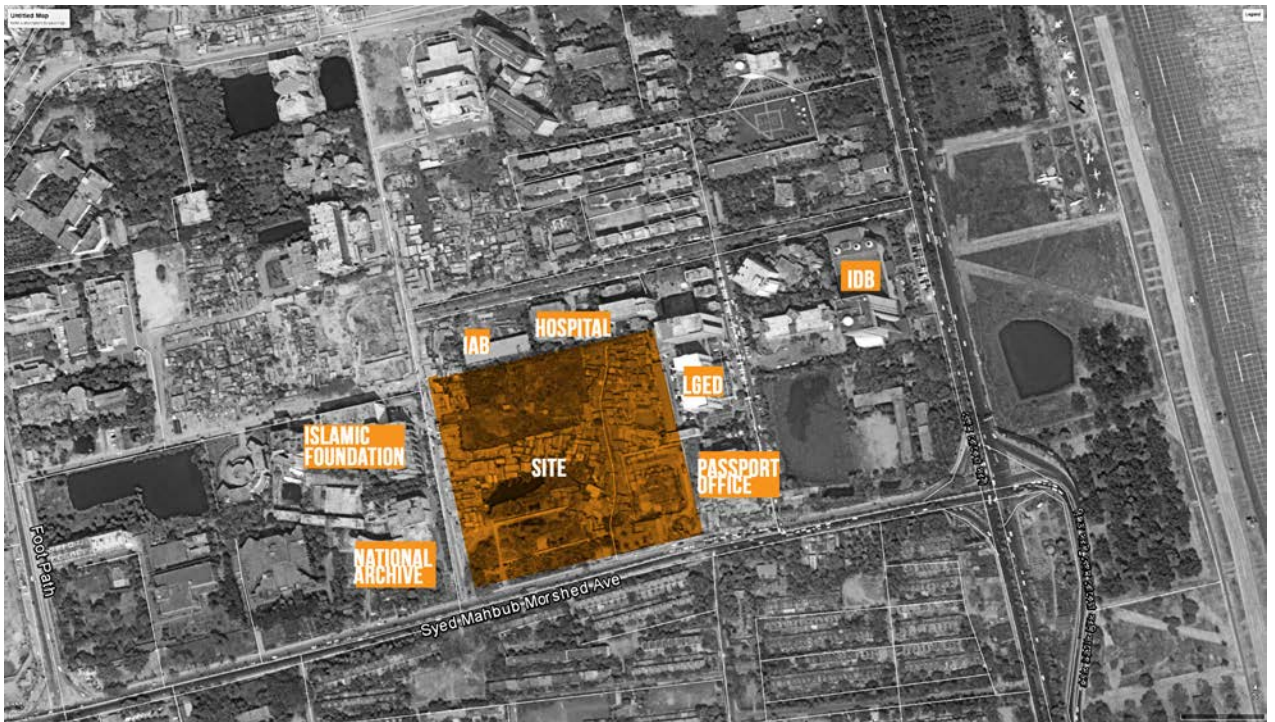 Untitled Map
Legend
IDB
HOSPITAL
IAB
LGED
ISLAMIC
FOUNDATION
SITE
PASSPORT
OFFICE
NATIONAL
ARCHIVE
Foot Path
Syed Mahbub Morshed Ave